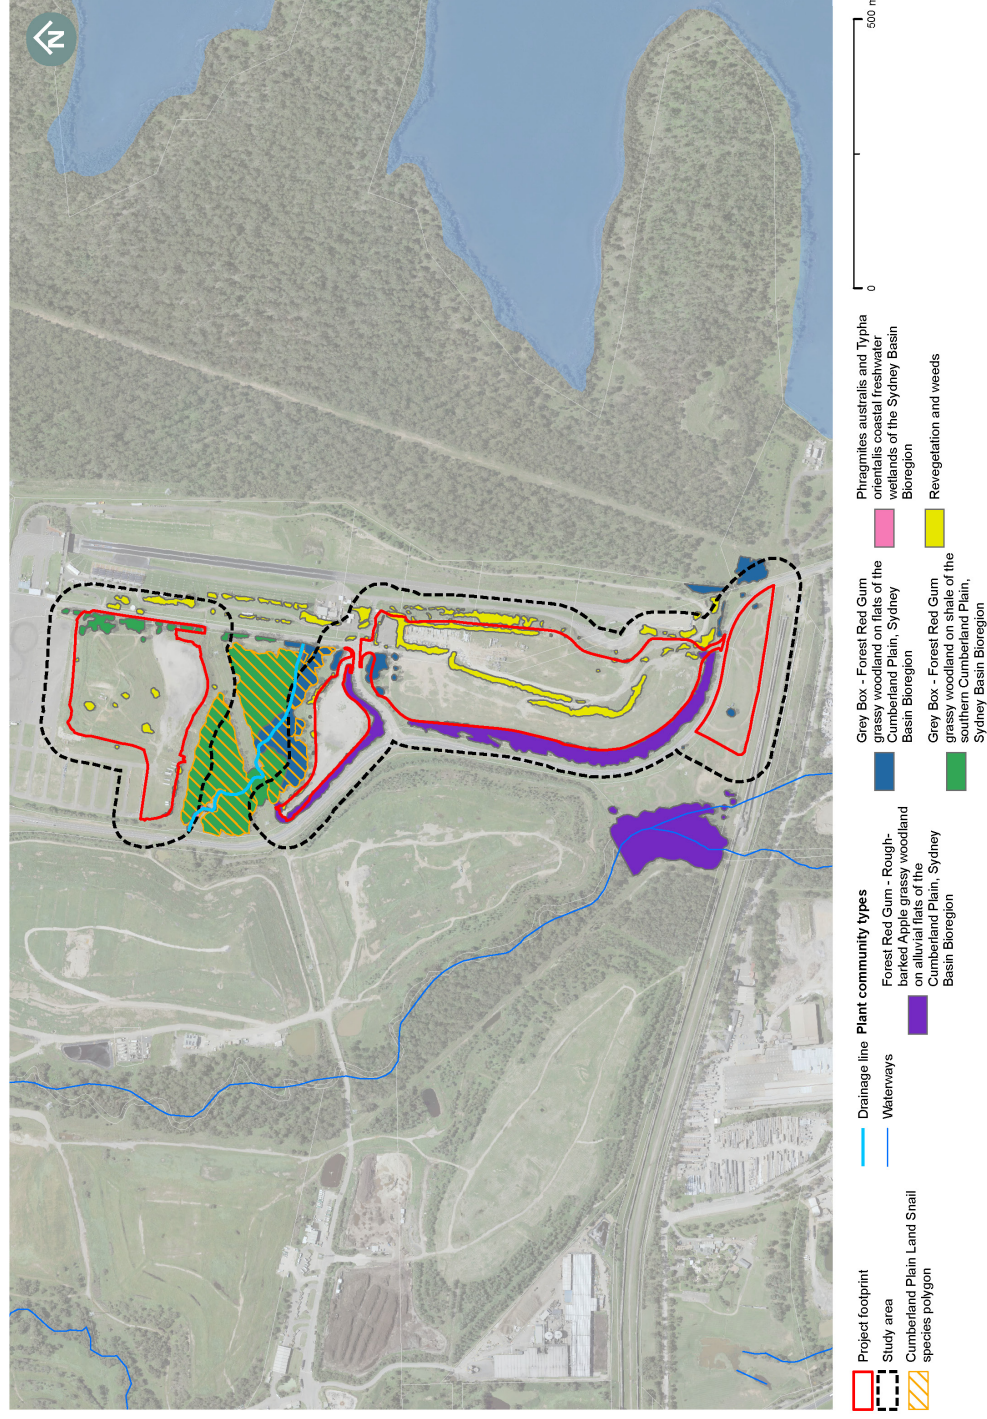 N
Project footprint
Study area
Cumberland Plain Land Snail
species polygon
Drainage line
Waterways
Plant community types
Forest Red Gum - Rough-
barked Apple grassy woodland
on alluvial flats of the
Cumberland Plain, Sydney
Basin Bioregion
Grey Box - Forest Red Gum
grassy woodland on flats of the
Cumberland Plain, Sydney
Basin Bioregion
Grey Box - Forest Red Gum
grassy woodland on shale of the
southern Cumberland Plain,
Sydney Basin Bioregion
Phragmites australis and Typha
orientalis coastal freshwater
wetlands of the Sydney Basin
Bioregion
Revegetation and weeds
0
500 m